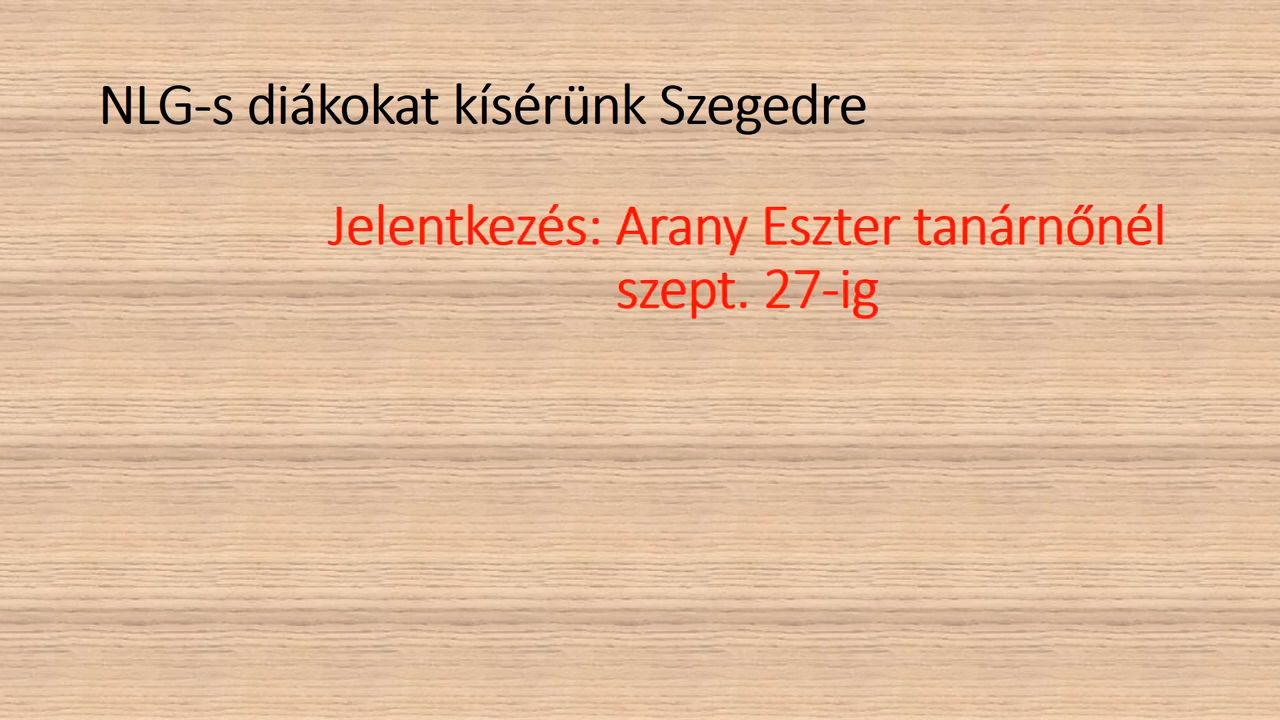 NLG-s diákokat kísérünk Szegedre
Jelentkezés: Arany Eszter tanárnőnél
szept. 27-ig